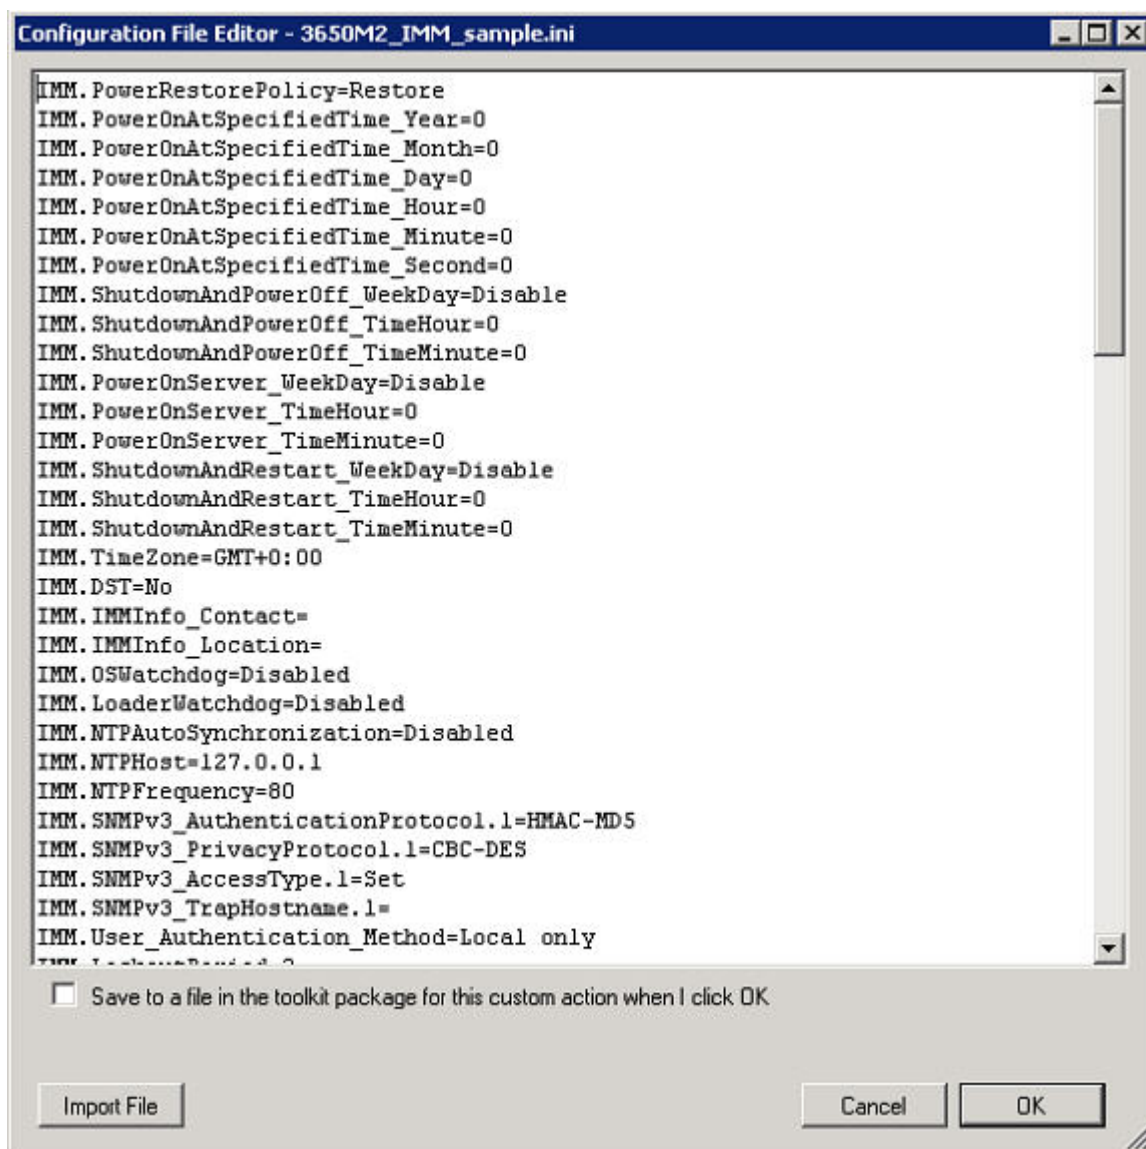 Configuration File Editor - 3650M2_IMM_sample.ini
IMM.PowerRestorePolicy=Restore
IMM.PowerOnAtSpecifiedTime_Year=0
IMM.PowerOnAtSpecifiedTime_Month=0
IMM.PowerOnAtSpecifiedTime_Day=0
IMM.PowerOnAtSpecifiedTime_Hour=0
IMM.PowerOnAtSpecifiedTime_Minute=0
IMM.PowerOnAtSpecifiedTime_Second=0
IMM.ShutdownAndPowerOff_WeekDay=Disable
IMM.ShutdownAndPowerOff_TimeHour=0
IMM.ShutdownAndPowerOff_TimeMinute=0
IMM.PowerOnServer_WeekDay=Disable
IMM.PowerOnServer_TimeHour=0
IMM.PowerOnServer_TimeMinute=0
IMM.ShutdownAndRestart_WeekDay=Disable
IMM.ShutdownAndRestart_TimeHour=0
IMM.ShutdownAndRestart_TimeMinute=0
IMM.TimeZone=GMT+0:00
IMM.DST=No
IMM.IMMInfo_Contact=
IMM.IMMInfo_Location=
IMM.OSWatchdog=Disabled
IMM.LoaderWatchdog=Disabled
IMM.NTPAutoSynchronization=Disabled
IMM.NTPHost=127.0.0.1
IMM.NTPFrequency=80
IMM.SNMPv3_AuthenticationProtocol.1=HMAC-MD5
IMM.SNMPv3_PrivacyProtocol.1=CBC-DES
IMM.SNMPv3_AccessType.1=Set
IMM.SNMPv3_TrapHostname.1=
IMM.User_Authentication_Method=Local only
Save to a file in the toolkit package for this custom action when I click OK
Import File
Cancel
OK